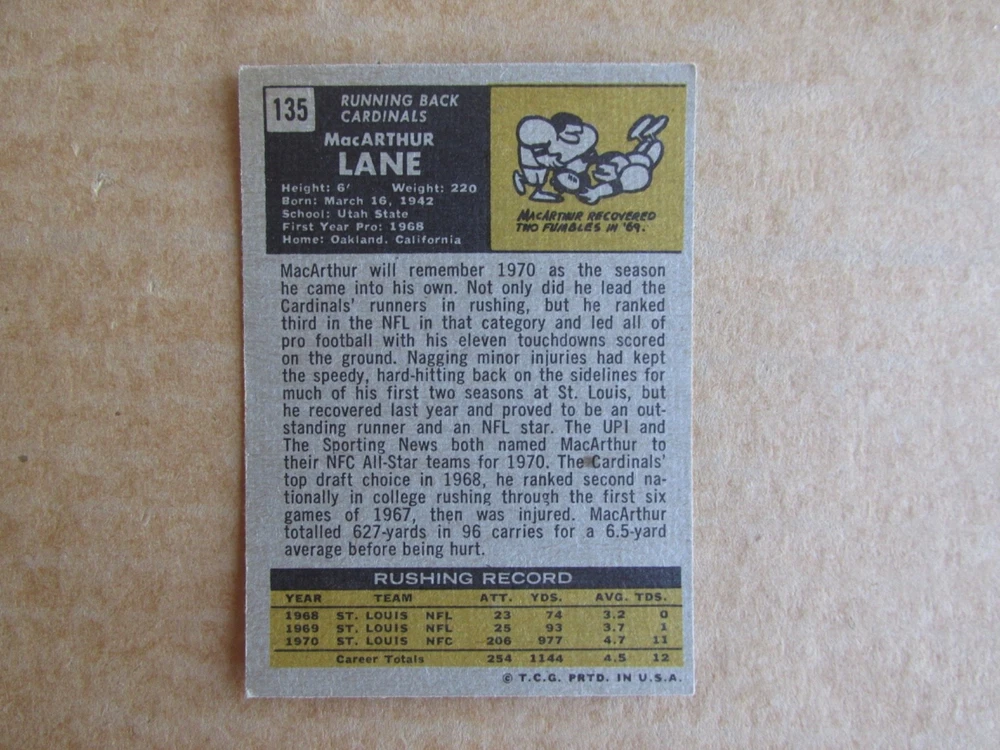 135
RUNNING BACK
CARDINALS
MacARTHUR
LANE
Height: 6' Weight: 220
Born: March 16, 1942
School: Utah State
First Year Pro: 1968
Home: Oakland, California
MACARTHUR RECOVERED
TWO FUMBLES IN '69.
MacArthur will remember 1970 as the season
he came into his own. Not only did he lead the
Cardinals' runners in rushing, but he ranked
third in the NFL in that category and led all of
pro football with his eleven touchdowns scored
on the ground. Nagging minor injuries had kept
the speedy, hard-hitting back on the sidelines for
much of his first two seasons at St. Louis, but
he recovered last year and proved to be an out-
standing runner and an NFL star. The UPI and
The Sporting News both named MacArthur to
their NFC All-Star teams for 1970. The Cardinals'
top draft choice in 1968, he ranked second na-
tionally in college rushing through the first six
games of 1967, then was injured. MacArthur
totalled 627-yards in 96 carries for a 6.5-yard
average before being hurt.
RUSHING RECORD
YEAR TEAM ATT. YDS. AVG. TDS.
1968 ST. LOUIS NFL 23 74 3.2 0
1969 ST. LOUIS NFL 25 93 3.7 1
1970 ST. LOUIS NFC 206 977 4.7 11
Career Totals 254 1144 4.5 12
© T.C.G. PRTD. IN U.S.A.